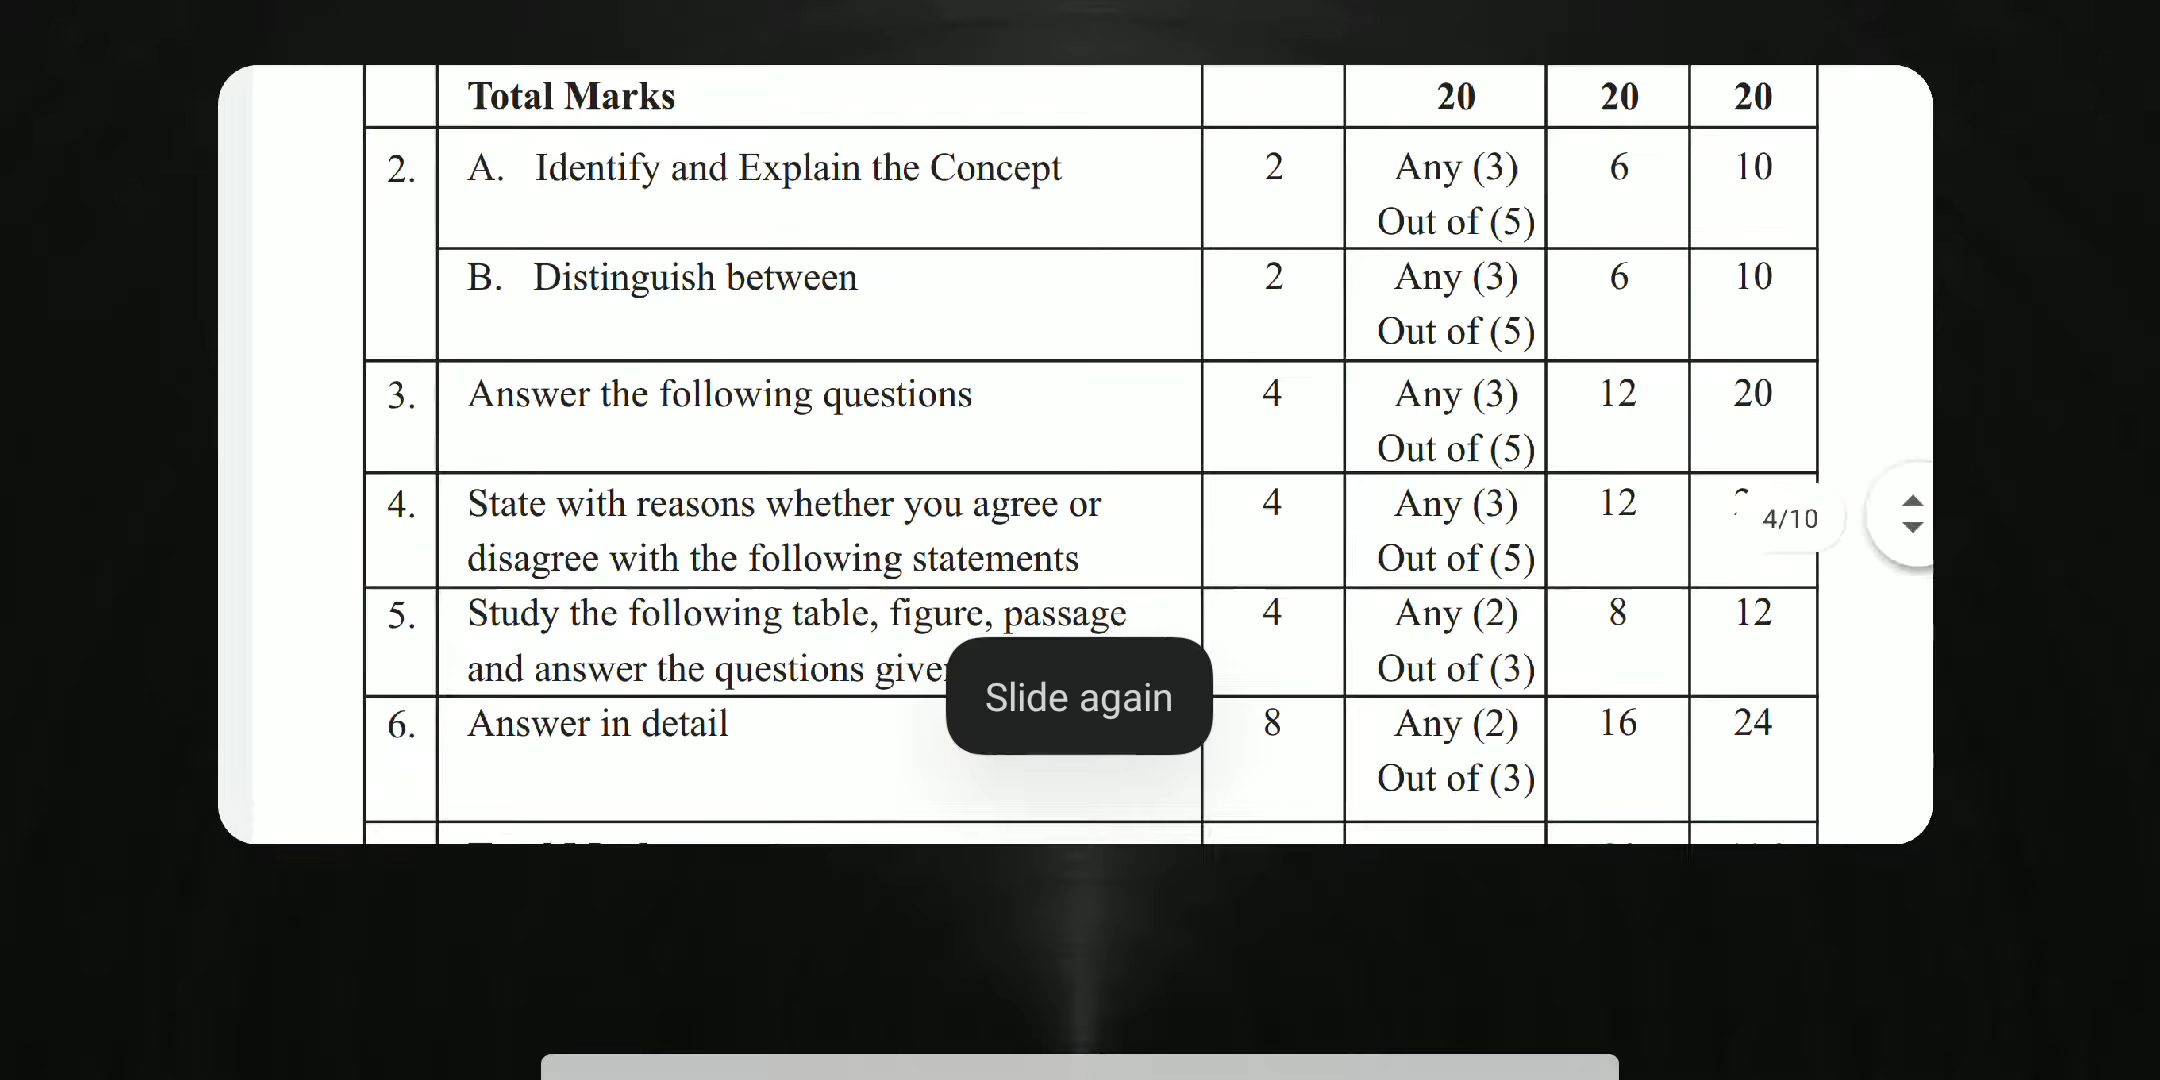 Total Marks 20 20 20
2. A. Identify and Explain the Concept 2 Any (3) 6 10
Out of (5)
B. Distinguish between 2 Any (3) 6 10
Out of (5)
3. Answer the following questions 4 Any (3) 12 20
Out of (5)
4. State with reasons whether you agree or 4 Any (3) 12
4/10
disagree with the following statements Out of (5)
5. Study the following table, figure, passage 4 Any (2) 8 12
and answer the questions Out of (3)
Slide again
6. Answer in detail 8 Any (2) 16 24
Out of (3)